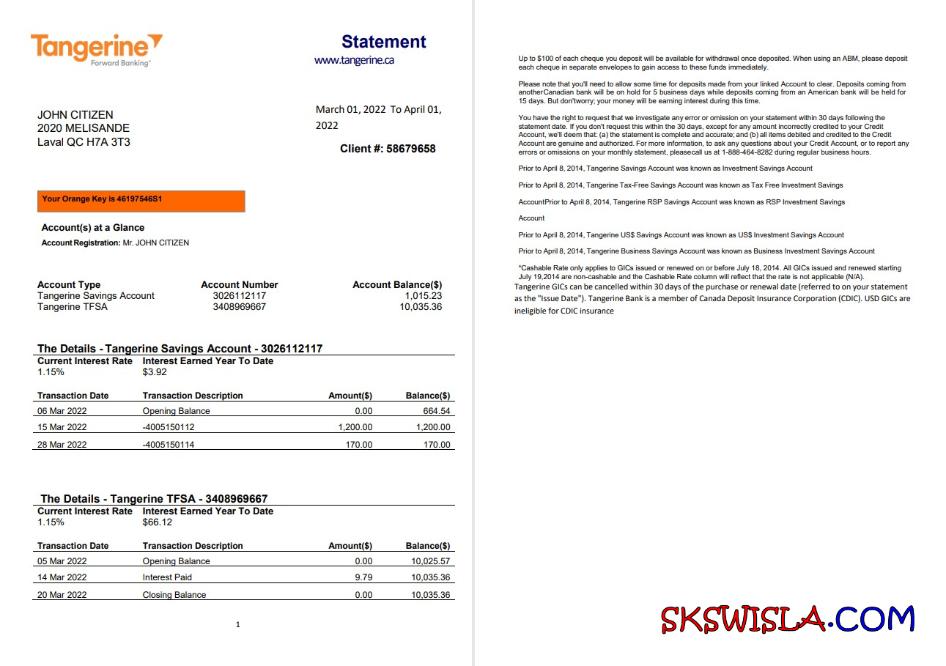 Tangerine
Forward Banking
Statement
www.tangerine.ca
JOHN CITIZEN
2020 MELISANDE
Laval QC H7A 3T3
March 01, 2022 To April 01,
2022
Client #: 58679658
Your Orange Key is 46197546S1
Account(s) at a Glance
Account Registration: Mr. JOHN CITIZEN
Account Type Account Number Account Balance($)
Tangerine Savings Account 3026112117 1,015.23
Tangerine TFSA 3408969667 10,035.36
The Details - Tangerine Savings Account - 3026112117
Current Interest Rate Interest Earned Year To Date
1.15% $3.92
Transaction Date Transaction Description Amount($) Balance($)
06 Mar 2022 Opening Balance 0.00 664.54
15 Mar 2022 -4005150112 1,200.00 1,200.00
28 Mar 2022 -4005150114 170.00 170.00
The Details - Tangerine TFSA - 3408969667
Current Interest Rate Interest Earned Year To Date
1.15% $66.12
Transaction Date Transaction Description Amount($) Balance($)
05 Mar 2022 Opening Balance 0.00 10,025.57
14 Mar 2022 Interest Paid 9.79 10,035.36
20 Mar 2022 Closing Balance 0.00 10,035.36
1
Up to $100 of each cheque you deposit will be available for withdrawal once deposited. When using an ABM, please deposit
each cheque in separate envelopes to gain access to these funds immediately.
Please note that you'll need to allow some time for deposits made from your linked Account to clear. Deposits coming from
anotherCanadian bank will be on hold for 5 business days while deposits coming from an American bank will be held for
15 days. But don'tworry; your money will be earning interest during this time.
You have the right to request that we investigate any error or omission on your statement within 30 days following the
statement date. If you don't request this within the 30 days, except for any amount incorrectly credited to your Credit
Account, we'll deem that: (a) the statement is complete and accurate; and (b) all items debited and credited to the Credit
Account are genuine and authorized. For more information, to ask any questions about your Credit Account, or to report any
errors or omissions on your monthly statement, pleasecall us at 1-888-464-8282 during regular business hours.
Prior to April 8, 2014, Tangerine Savings Account was known as Investment Savings Account
Prior to April 8, 2014, Tangerine Tax-Free Savings Account was known as Tax Free Investment Savings
AccountPrior to April 8, 2014, Tangerine RSP Savings Account was known as RSP Investment Savings
Account
Prior to April 8, 2014, Tangerine US$ Savings Account was known as US$ Investment Savings Account
Prior to April 8, 2014, Tangerine Business Savings Account was known as Business Investment Savings Account
*Cashable Rate only applies to GICs issued or renewed on or before July 18, 2014. All GICs issued and renewed starting
July 19,2014 are non-cashable and the Cashable Rate column will reflect that the rate is not applicable (N/A).
Tangerine GICs can be cancelled within 30 days of the purchase or renewal date (referred to on your statement
as the "Issue Date"). Tangerine Bank is a member of Canada Deposit Insurance Corporation (CDIC). USD GICs are
ineligible for CDIC insurance
SKSWISLA.COM